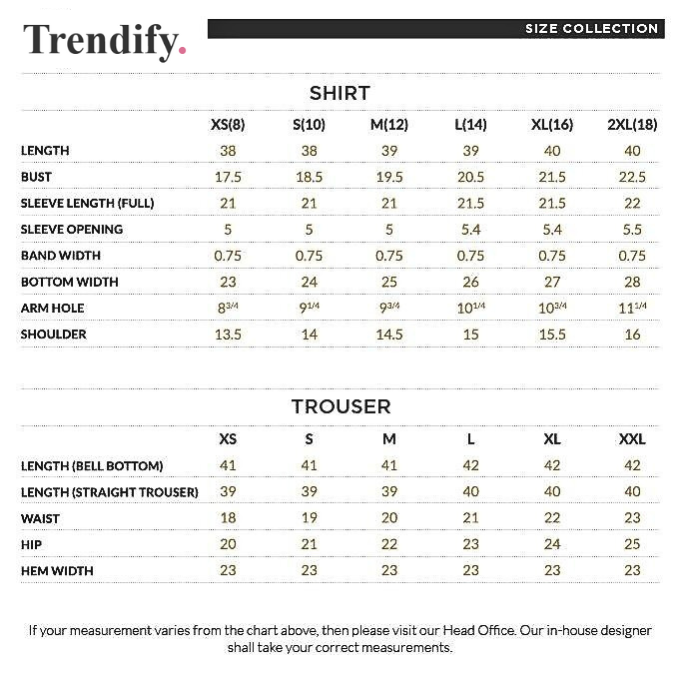 Trendify.
SIZE COLLECTION
SHIRT
XS(8) S(10) M(12) L(14) XL(16) 2XL(18)
LENGTH 38 38 39 39 40 40
BUST 17.5 18.5 19.5 20.5 21.5 22.5
SLEEVE LENGTH (FULL) 21 21 21 21.5 21.5 22
SLEEVE OPENING 5 5 5 5.4 5.4 5.5
BAND WIDTH 0.75 0.75 0.75 0.75 0.75 0.75
BOTTOM WIDTH 23 24 25 26 27 28
ARM HOLE 8 3/4 9 1/4 9 3/4 10 1/4 10 3/4 11 1/4
SHOULDER 13.5 14 14.5 15 15.5 16
TROUSER
XS S M L XL XXL
LENGTH (BELL BOTTOM) 41 41 41 42 42 42
LENGTH (STRAIGHT TROUSER) 39 39 39 40 40 40
WAIST 18 19 20 21 22 23
HIP 20 21 22 23 24 25
HEM WIDTH 23 23 23 23 23 23
If your measurement varies from the chart above, then please visit our Head Office. Our in-house designer
shall take your correct measurements.